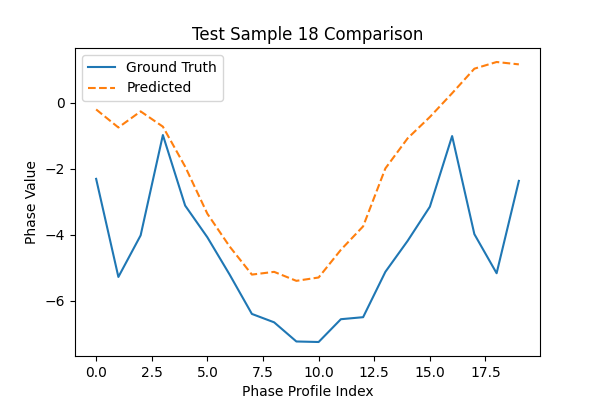 Test Sample 18 Comparison
Ground Truth
Predicted
Phase Value
0
−2
−4
−6
0.0 2.5 5.0 7.5 10.0 12.5 15.0 17.5
Phase Profile Index